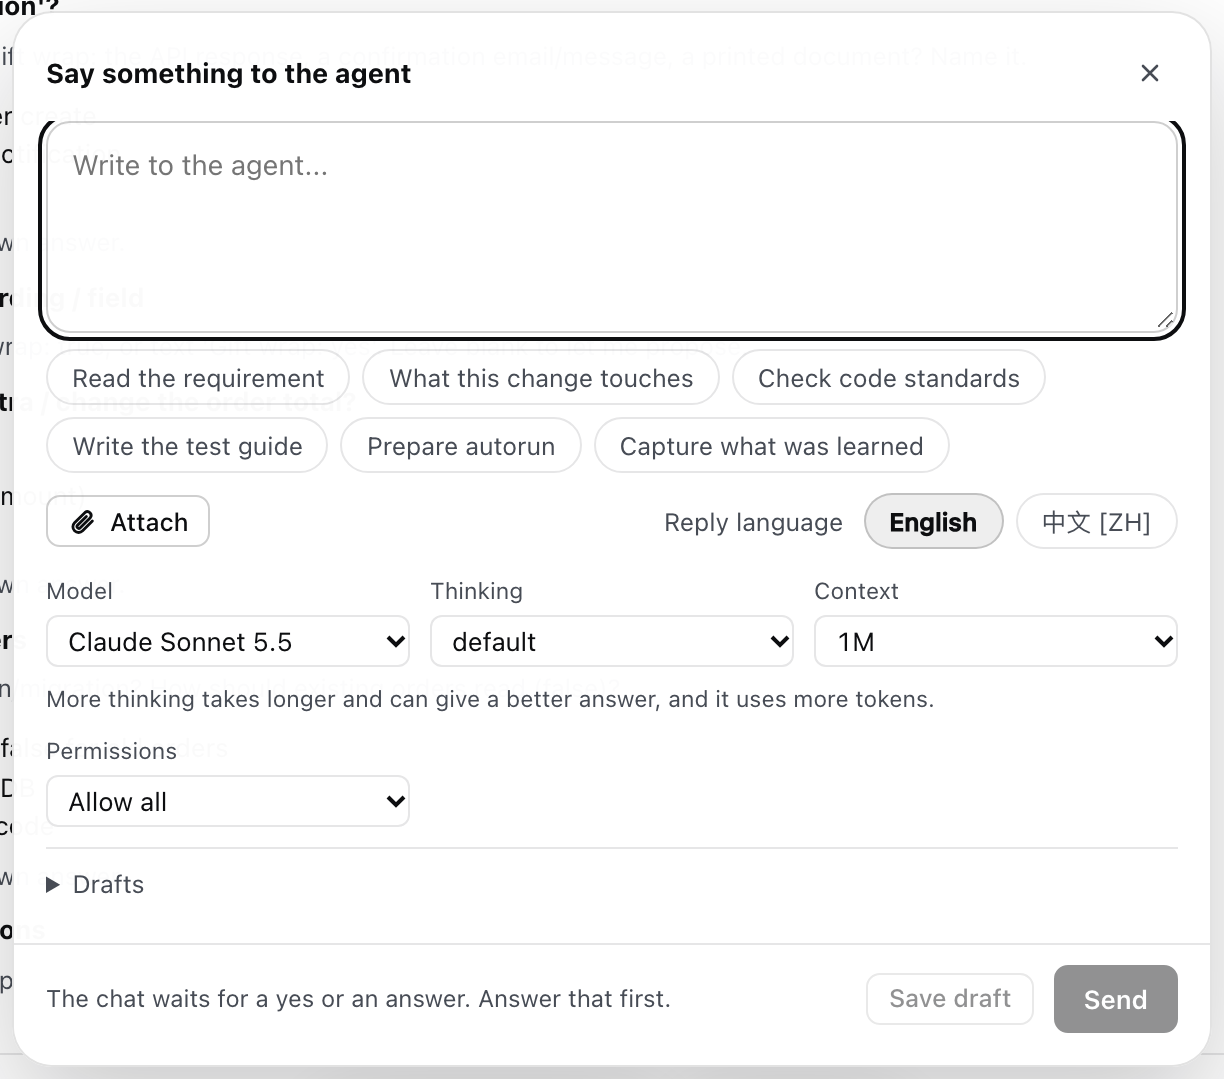 Say something to the agent
Write to the agent...
Read the requirement
What this change touches
Check code standards
Write the test guide
Prepare autorun
Capture what was learned
Attach
Reply language
English
中文 [ZH]
Model
Thinking
Context
Claude Sonnet 5.5
default
1M
More thinking takes longer and can give a better answer, and it uses more tokens.
Permissions
Allow all
Drafts
The chat waits for a yes or an answer. Answer that first.
Save draft
Send